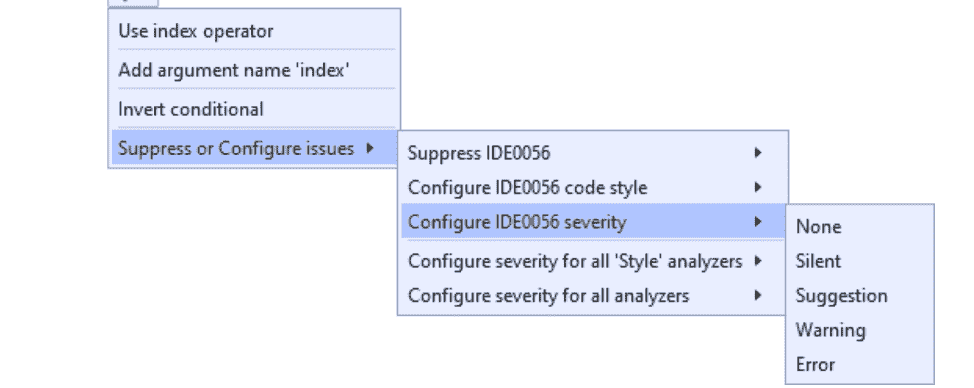 Use index operator
Add argument name 'index'
Invert conditional
Suppress or Configure issues
Suppress IDE0056
Configure IDE0056 code style
Configure IDE0056 severity
Configure severity for all 'Style' analyzers
Configure severity for all analyzers
None
Silent
Suggestion
Warning
Error